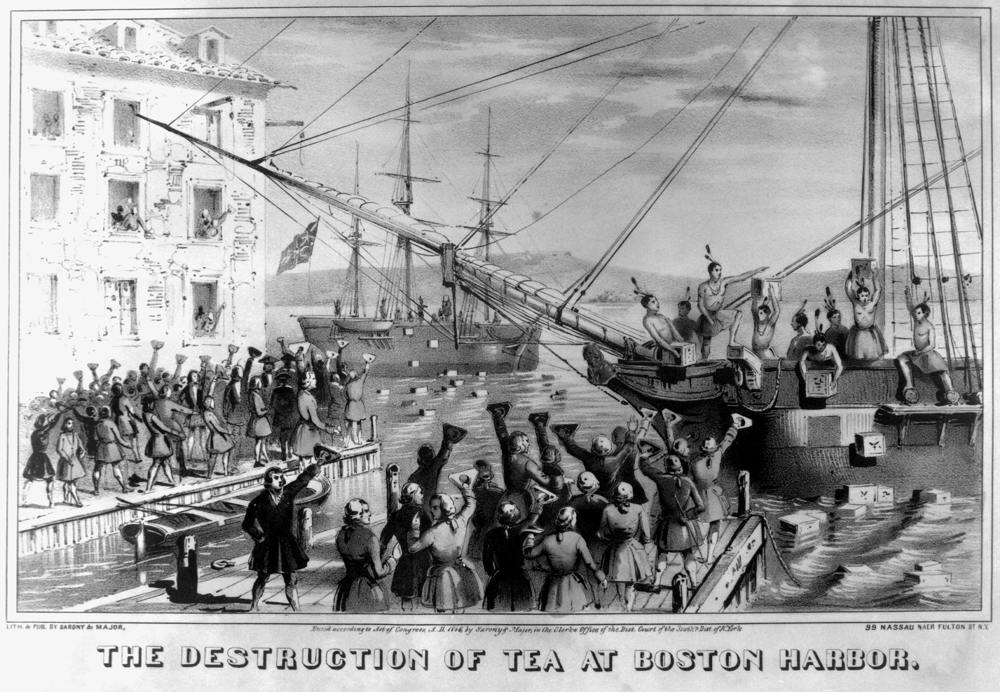 LITH. & PUB. BY SARONY & MAJOR,
Entered according to Act of Congress, A. D. 1846, by Sarony & Major, in the Clerks Office of the Dist. Court of the South.n Dist. of N. York.
99 NASSAU NAER FULTON ST N.Y.
THE DESTRUCTION OF TEA AT BOSTON HARBOR.